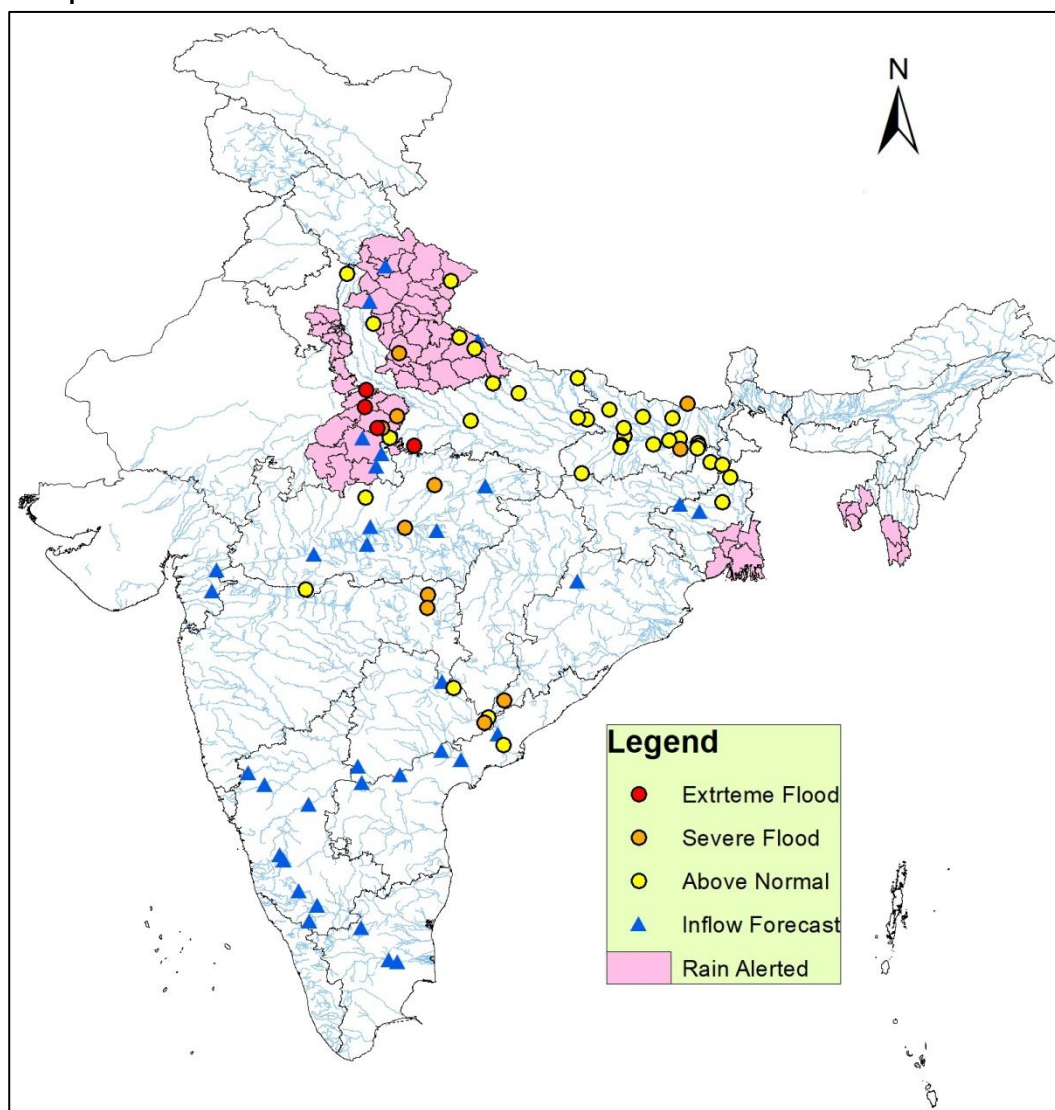 N
Legend
Extrteme Flood
Severe Flood
Above Normal
Inflow Forecast
Rain Alerted